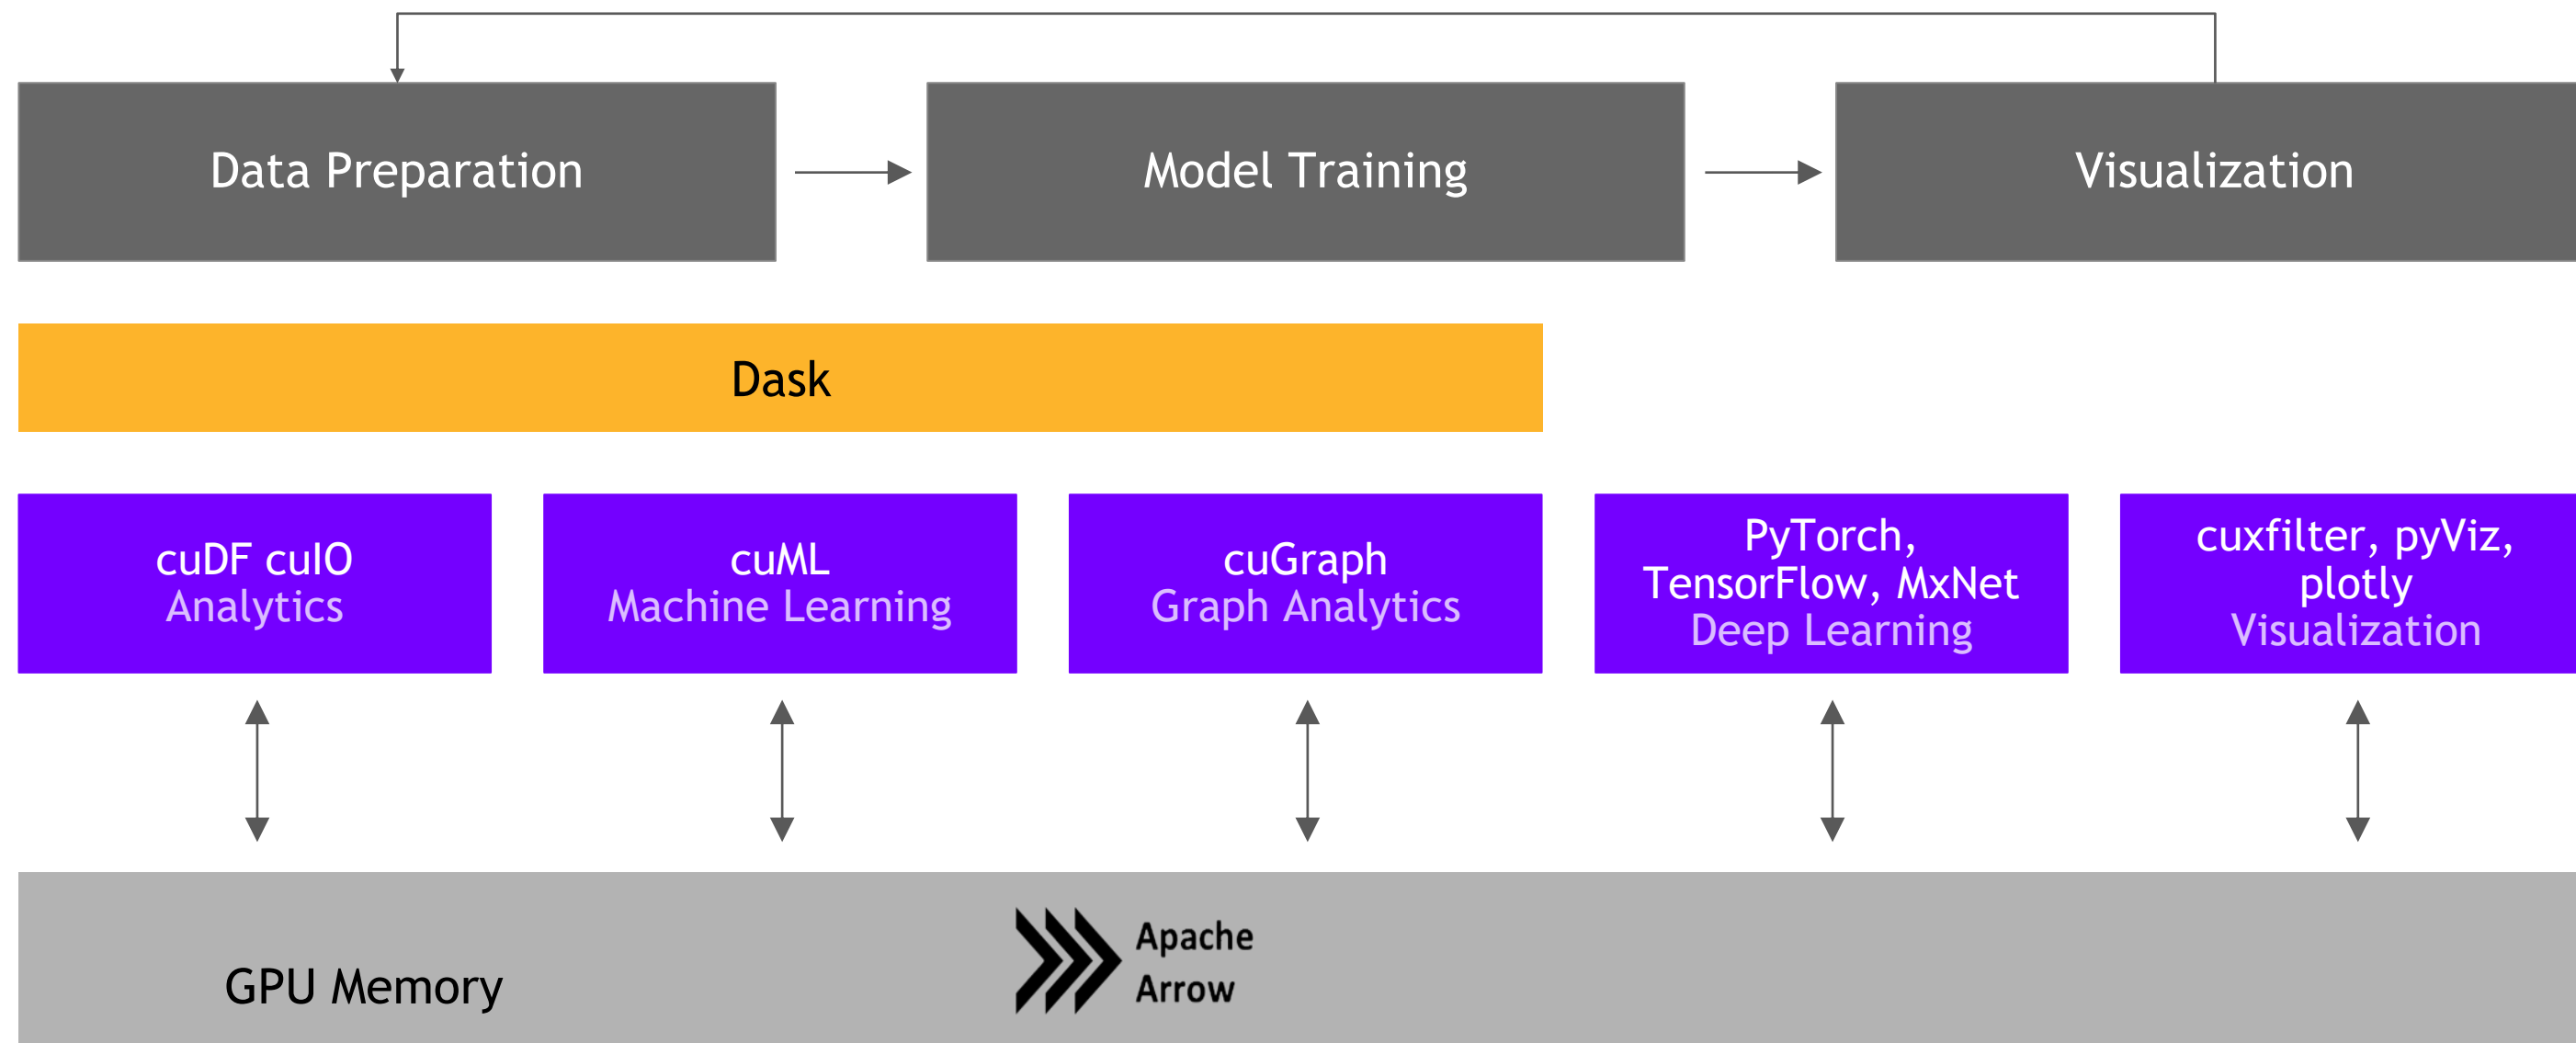 Data Preparation
Model Training
Visualization
Dask
cuDF cuIO
Analytics
cuML
Machine Learning
cuGraph
Graph Analytics
PyTorch,
TensorFlow, MxNet
Deep Learning
cuxfilter, pyViz,
plotly
Visualization
GPU Memory
Apache
Arrow